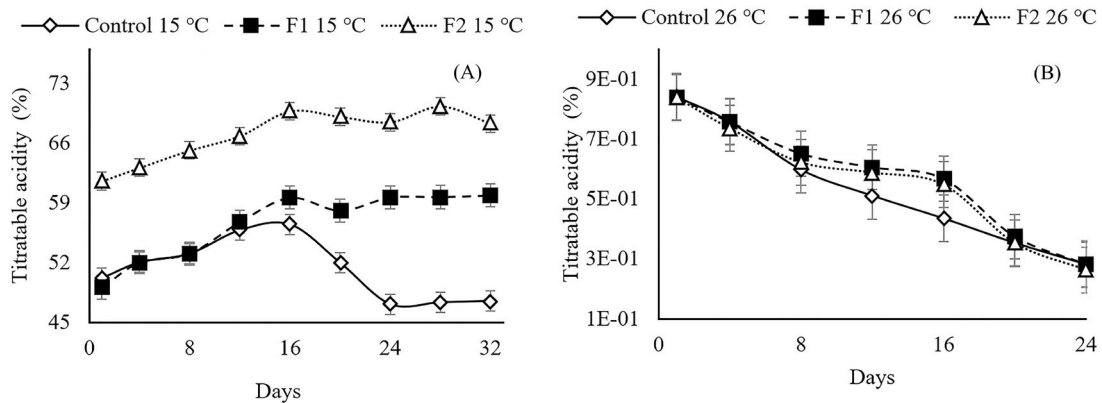 Control 15 °C F1 15 °C F2 15 °C
(A)
Titratable acidity (%)
73
66
59
52
45
0 8 16 24 32
Days
Control 26 °C F1 26 °C F2 26 °C
(B)
Titratable acidity (%)
9E-01
7E-01
5E-01
3E-01
1E-01
0 8 16 24
Days